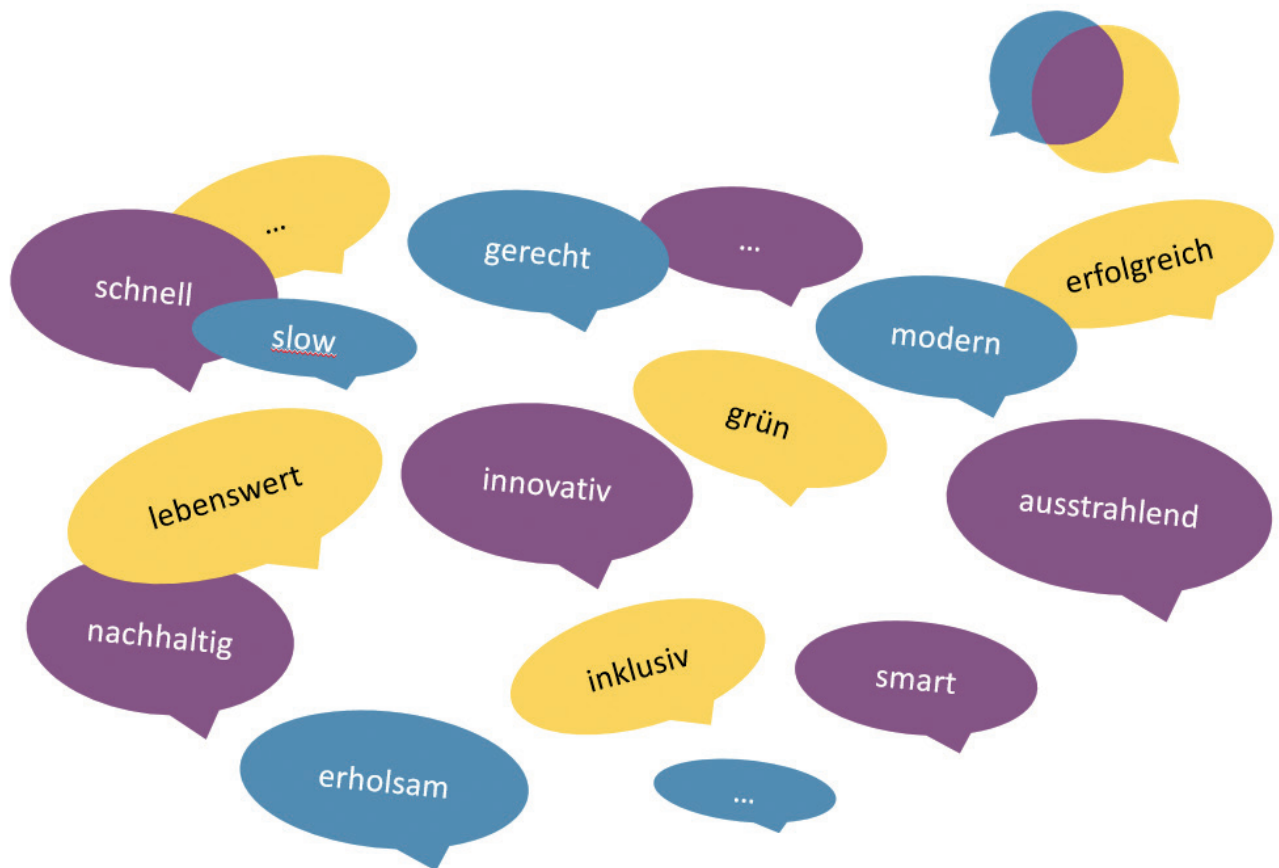 ...
schnell
slow
gerecht
...
erfolgreich
modern
grün
lebenswert
innovativ
ausstrahlend
nachhaltig
inklusiv
smart
erholsam
...